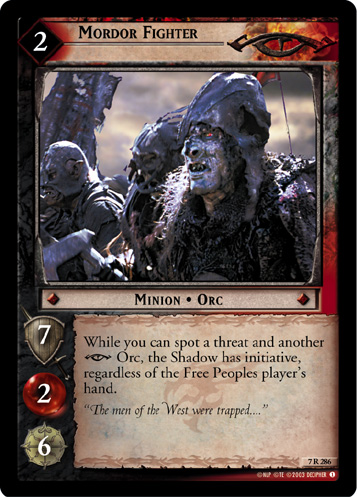 2
MORDOR FIGHTER
MINION • ORC
7
While you can spot a threat and another
Orc, the Shadow has initiative,
regardless of the Free Peoples player's
hand.
2
"The men of the West were trapped...."
6
7 R 286
©NLP ™TE ©2003 DECIPHER